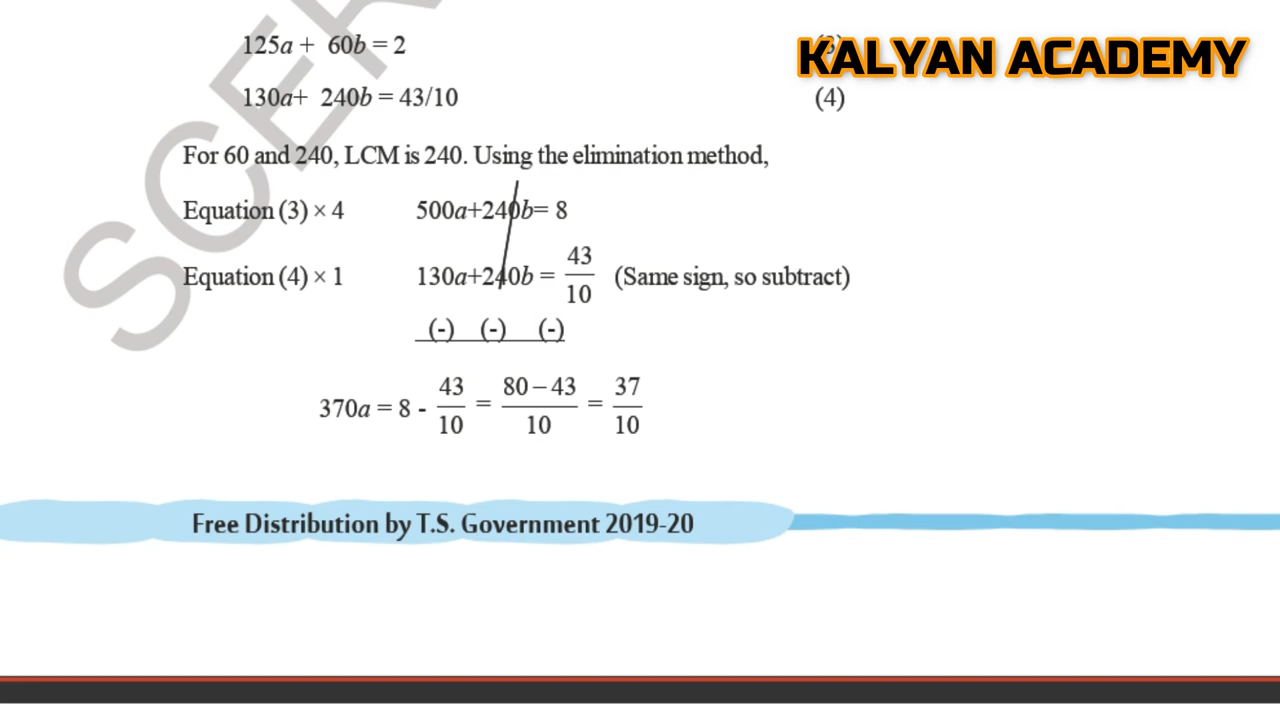 125a + 60b = 2 (3)
KALYAN ACADEMY
130a+ 240b = 43/10 (4)
For 60 and 240, LCM is 240. Using the elimination method,
Equation (3) × 4 500a+240b= 8
Equation (4) × 1 130a+240b = 43/10 (Same sign, so subtract)
(-) (-) (-)
370a = 8 - 43/10 = 80 – 43/10 = 37/10
Free Distribution by T.S. Government 2019-20
SCER